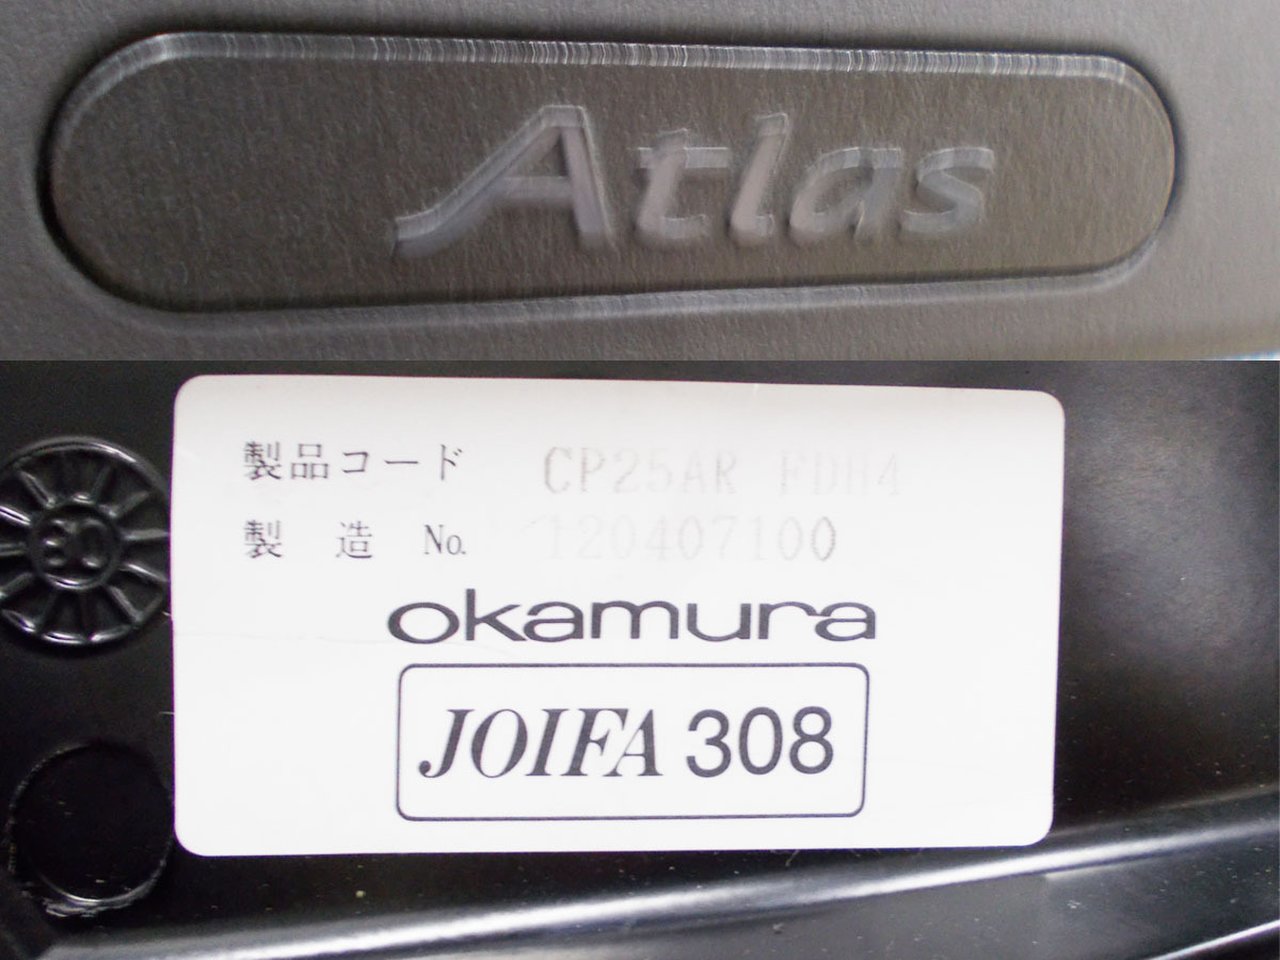 Atlas
製品コード CP25AR FDH4
製 造 No. 120407100
okamura
JOIFA 308